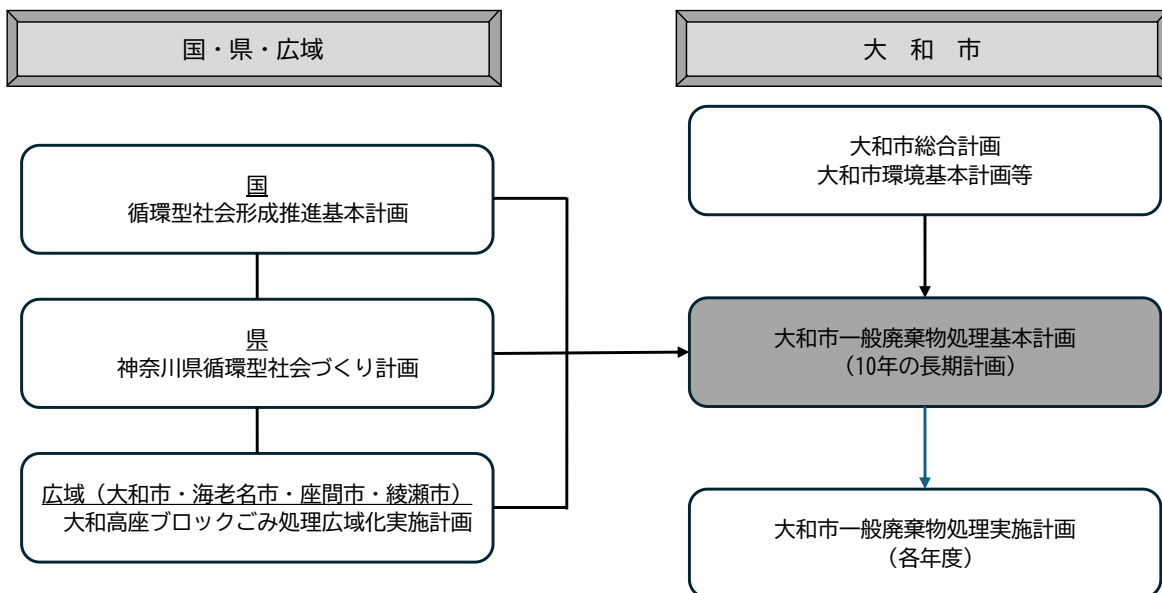 国・県・広域
大 和 市
国
循環型社会形成推進基本計画
県
神奈川県循環型社会づくり計画
広域（大和市・海老名市・座間市・綾瀬市）
大和高座ブロックごみ処理広域化実施計画
大和市総合計画
大和市環境基本計画等
大和市一般廃棄物処理基本計画
（10年の長期計画）
大和市一般廃棄物処理実施計画
（各年度）